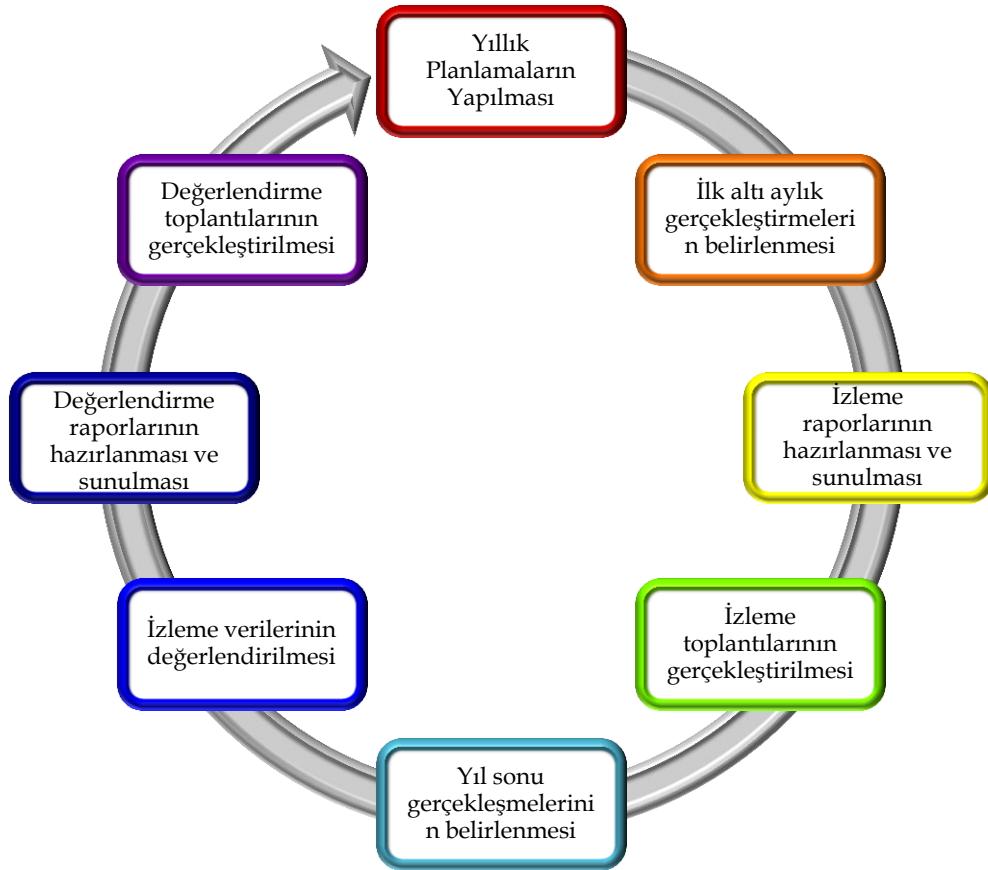 Yıllık
Planlamaların
Yapılması
İlk altı aylık
gerçekleştirmeleri
n belirlenmesi
İzleme
raporlarının
hazırlanması ve
sunulması
İzleme
toplantılarının
gerçekleştirilmesi
Yıl sonu
gerçekleşmelerini
n belirlenmesi
İzleme verilerinin
değerlendirilmesi
Değerlendirme
raporlarının
hazırlanması ve
sunulması
Değerlendirme
toplantılarının
gerçekleştirilmesi